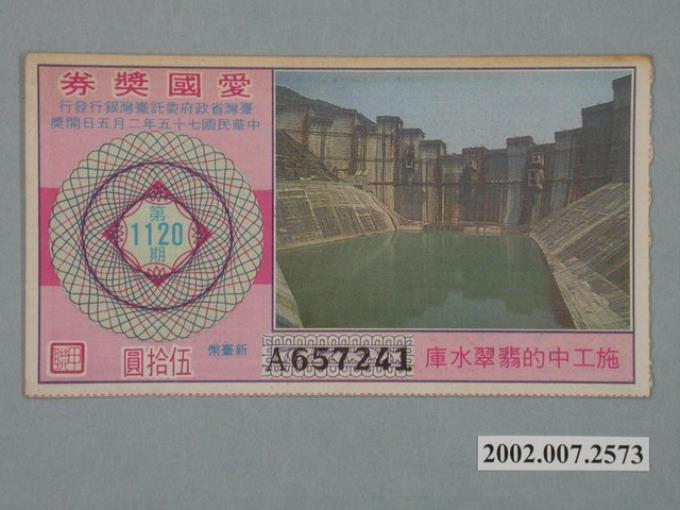 愛國獎券
臺灣省政府委託臺灣銀行發行
中華民國七十五年二月五日開獎
第
1120
期
新臺幣
伍拾圓
A657241
施工中的翡翠水庫
2002.007.2573